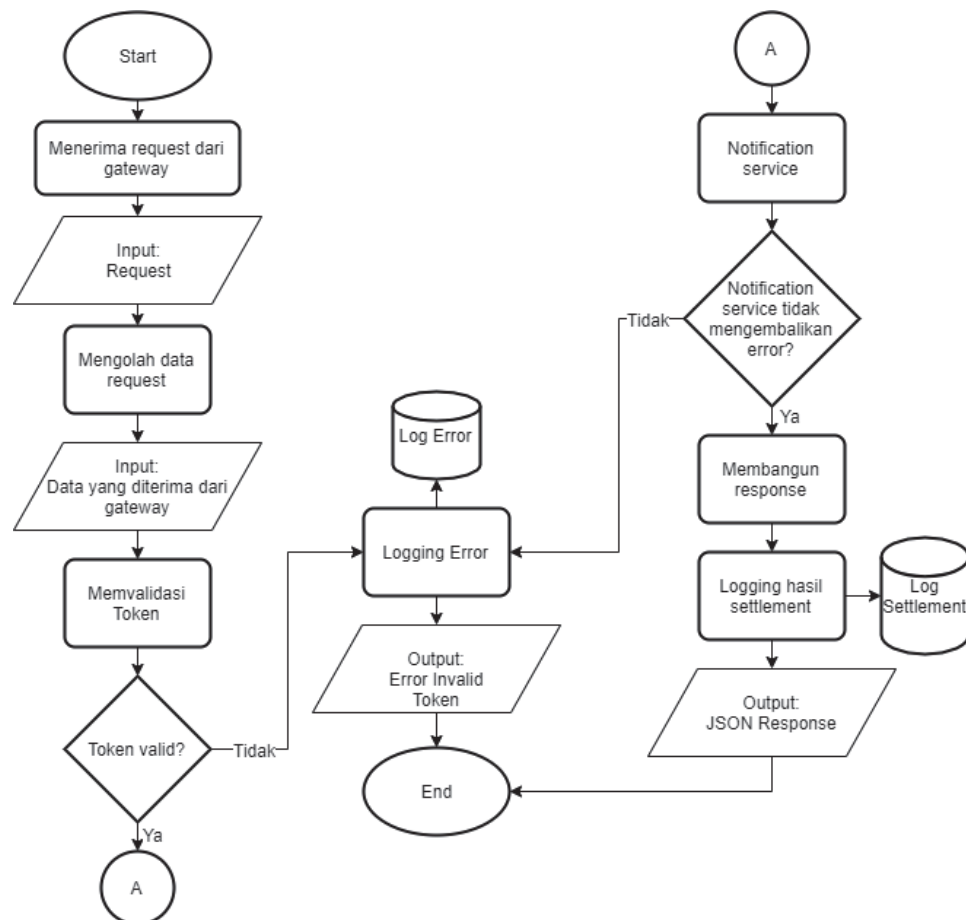 Start
Menerima request dari
gateway
Input:
Request
Mengolah data
request
Input:
Data yang diterima dari
gateway
Memvalidasi
Token
Token valid?
Tidak
Ya
A
Log Error
Logging Error
Output:
Error Invalid
Token
End
A
Notification
service
Notification
service tidak
mengembalikan
error?
Tidak
Ya
Membangun
response
Logging hasil
settlement
Log
Settlement
Output:
JSON Response